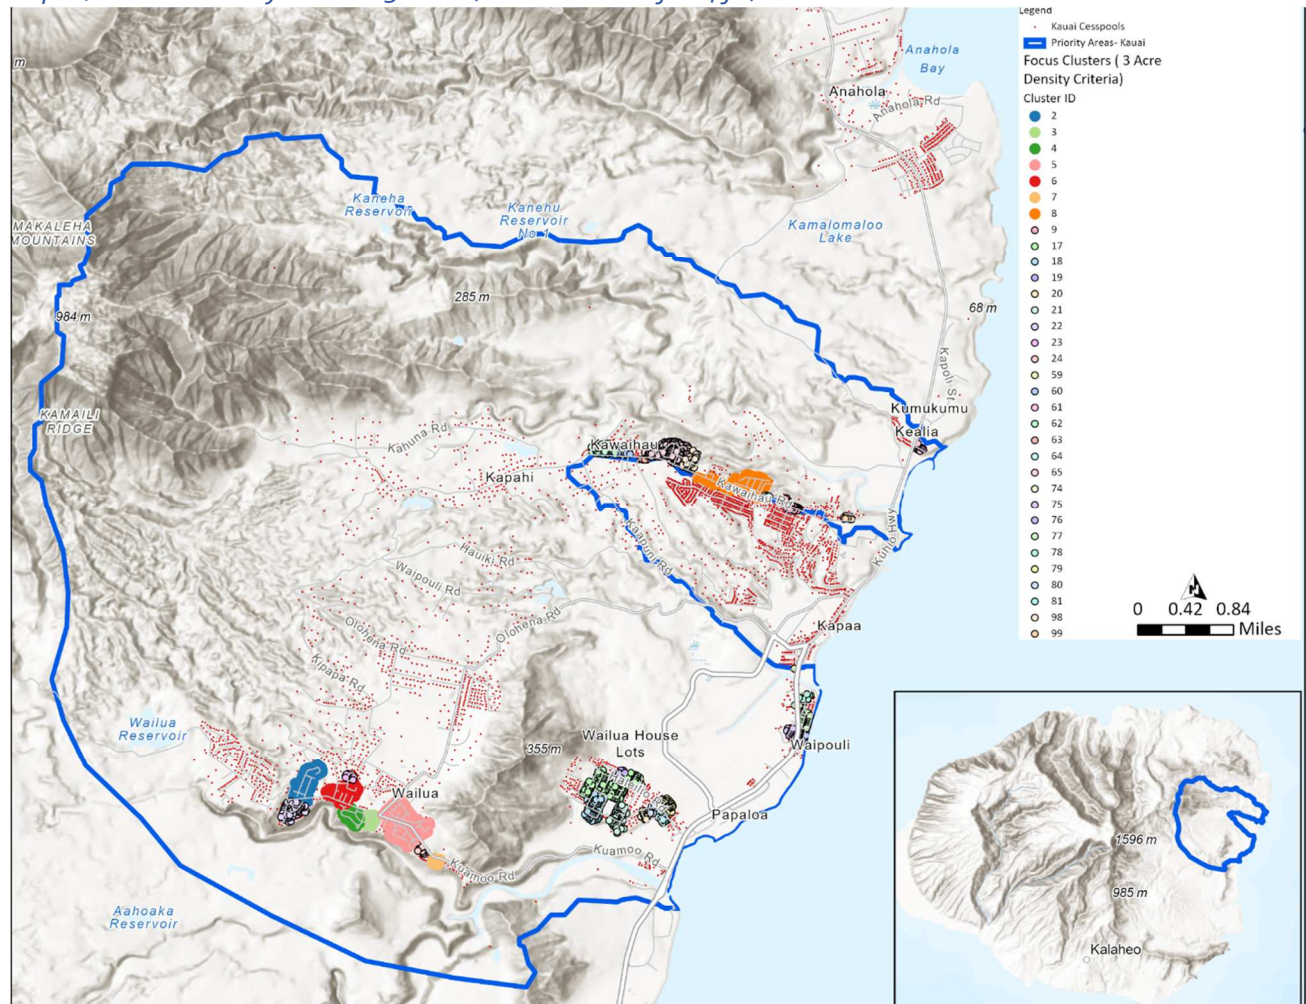 m
Anahola
Bay
Anahola
Anahola Rd
Kaneha
Reservoir
Kanehu
Reservoir
No 1
Kamalomaloo
Lake
MAKALEHA
MOUNTAINS
285 m
68 m
984 m
Kapoli St
KAMAILI
RIDGE
Kumukumu
Kealia
Kahuna Rd
Kawaihau
Kapahi
Kawaihau Rd
Kuhio Hwy
Kaapuni Rd
Hauiki Rd
Waipouli Rd
Olohena Rd
Olohena Rd
Kapaa
Kipapa Rd
Wailua
Reservoir
355 m
Wailua House
Lots
Waipouli
Wailua
Papaloa
Kuamoo Rd
Kuamoo Rd
Aahoaka
Reservoir
Legend
Kauai Cesspools
Priority Areas- Kauai
Focus Clusters ( 3 Acre
Density Criteria)
Cluster ID
2
3
4
5
6
7
8
9
17
18
19
20
21
22
23
24
59
60
61
62
63
64
65
74
75
76
77
78
79
80
81
98
99
N
0 0.42 0.84
Miles
1596 m
985 m
Kalaheo